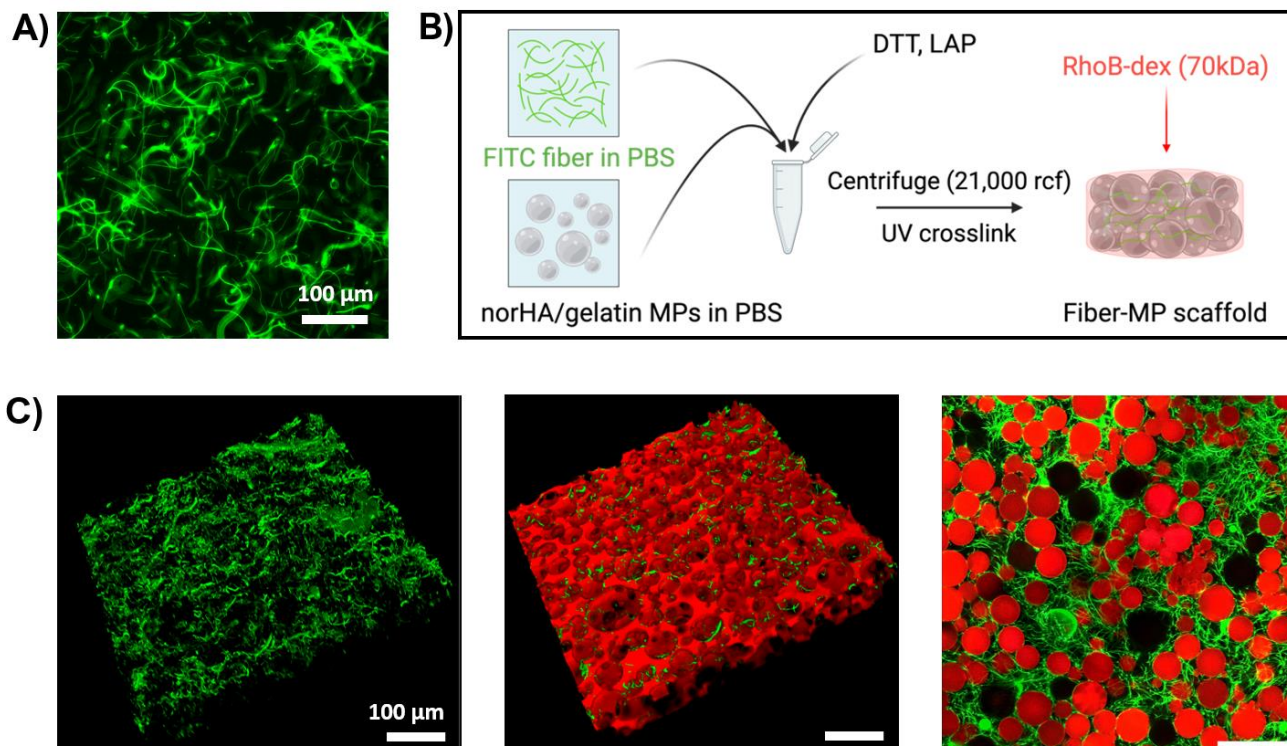 A)
100 µm
B)
DTT, LAP
RhoB-dex (70kDa)
FITC fiber in PBS
Centrifuge (21,000 rcf)
UV crosslink
norHA/gelatin MPs in PBS
Fiber-MP scaffold
C)
100 µm